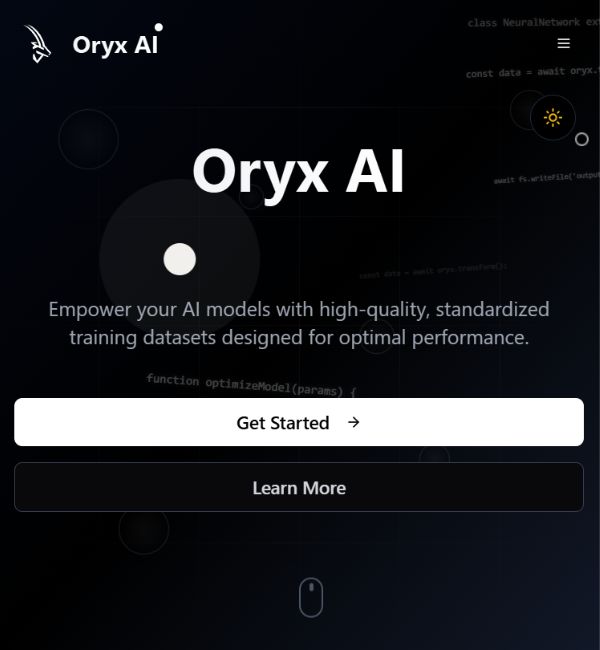 class NeuralNetwork ext
Oryx AI
const data = await oryx.t
Oryx AI
await fs.writeFile('output
const data = await oryx.transform();
Empower your AI models with high-quality, standardized
training datasets designed for optimal performance.
function optimizeModel(params) {
Get Started →
Learn More